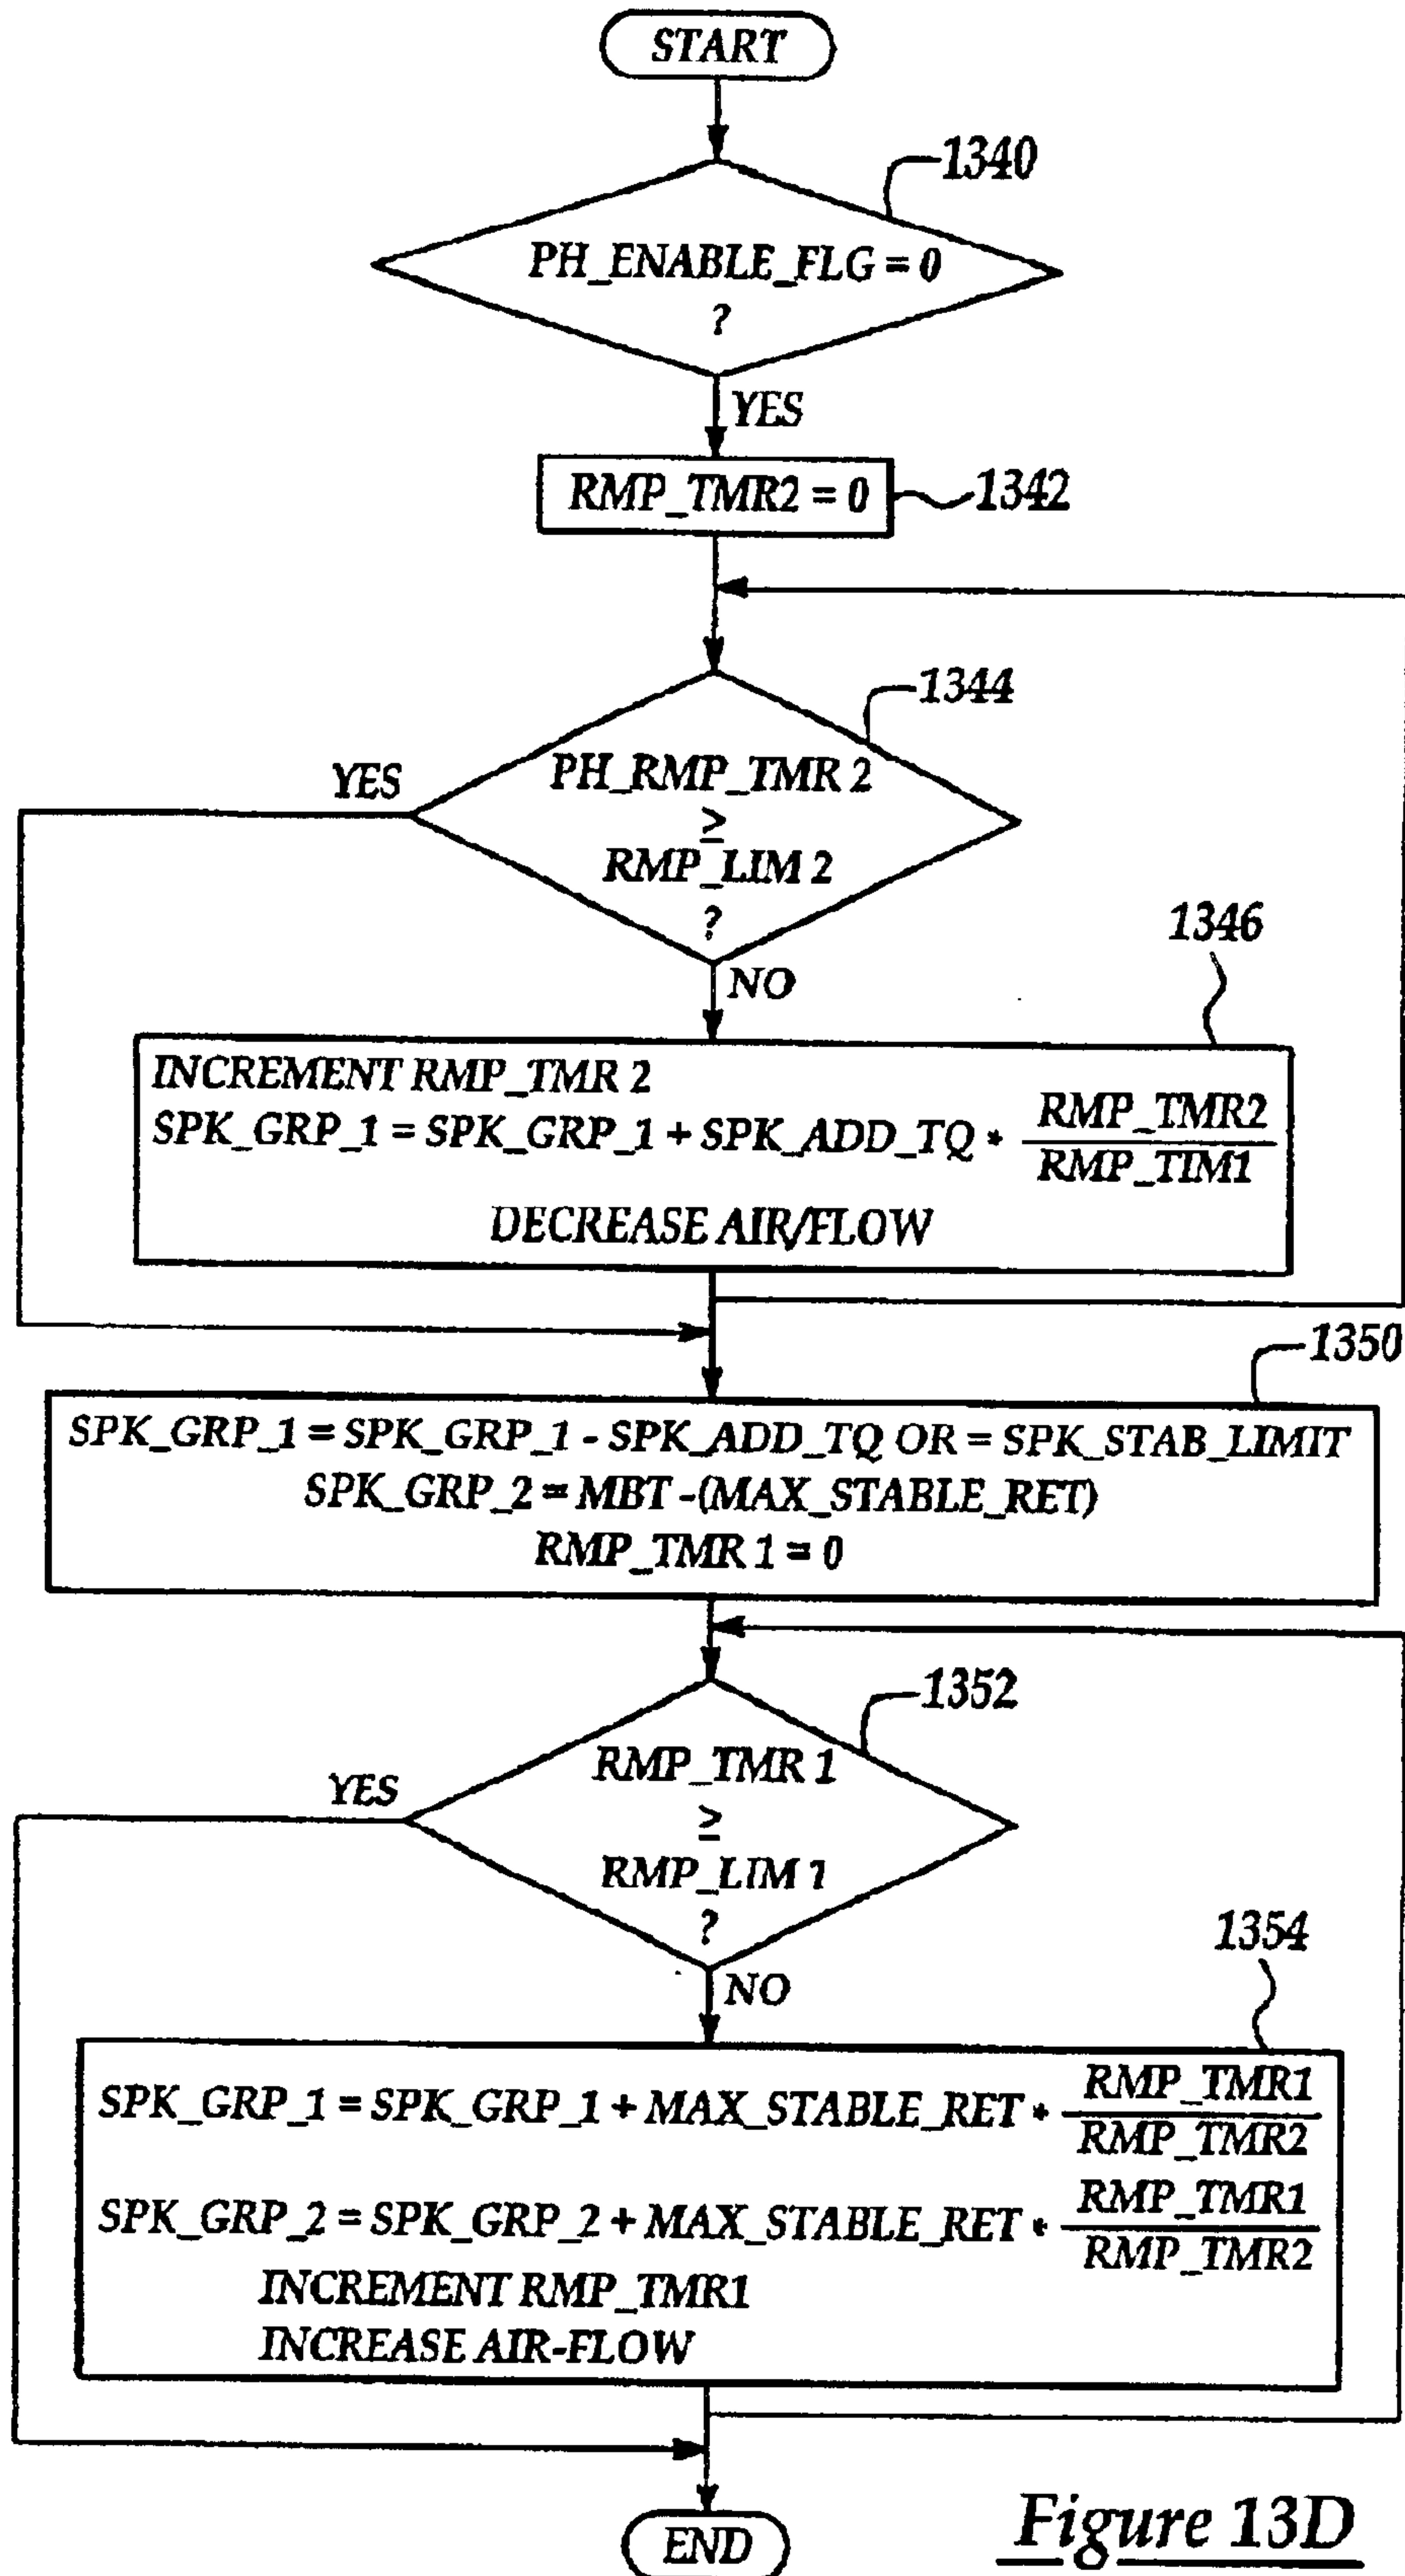 START
1340
PH_ENABLE_FLG = 0
?
YES
RMP_TMR2 = 0
1342
1344
YES
PH_RMP_TMR 2
≥
RMP_LIM 2
?
NO
1346
INCREMENT RMP_TMR 2
SPK_GRP_1 = SPK_GRP_1 + SPK_ADD_TQ * RMP_TMR2
RMP_TIM1
DECREASE AIR/FLOW
1350
SPK_GRP_1 = SPK_GRP_1 - SPK_ADD_TQ OR = SPK_STAB_LIMIT
SPK_GRP_2 = MBT -(MAX_STABLE_RET)
RMP_TMR 1 = 0
1352
YES
RMP_TMR 1
≥
RMP_LIM 1
?
NO
1354
SPK_GRP_1 = SPK_GRP_1 + MAX_STABLE_RET * RMP_TMR1
RMP_TMR2
SPK_GRP_2 = SPK_GRP_2 + MAX_STABLE_RET * RMP_TMR1
RMP_TMR2
INCREMENT RMP_TMR1
INCREASE AIR-FLOW
END
Figure 13D